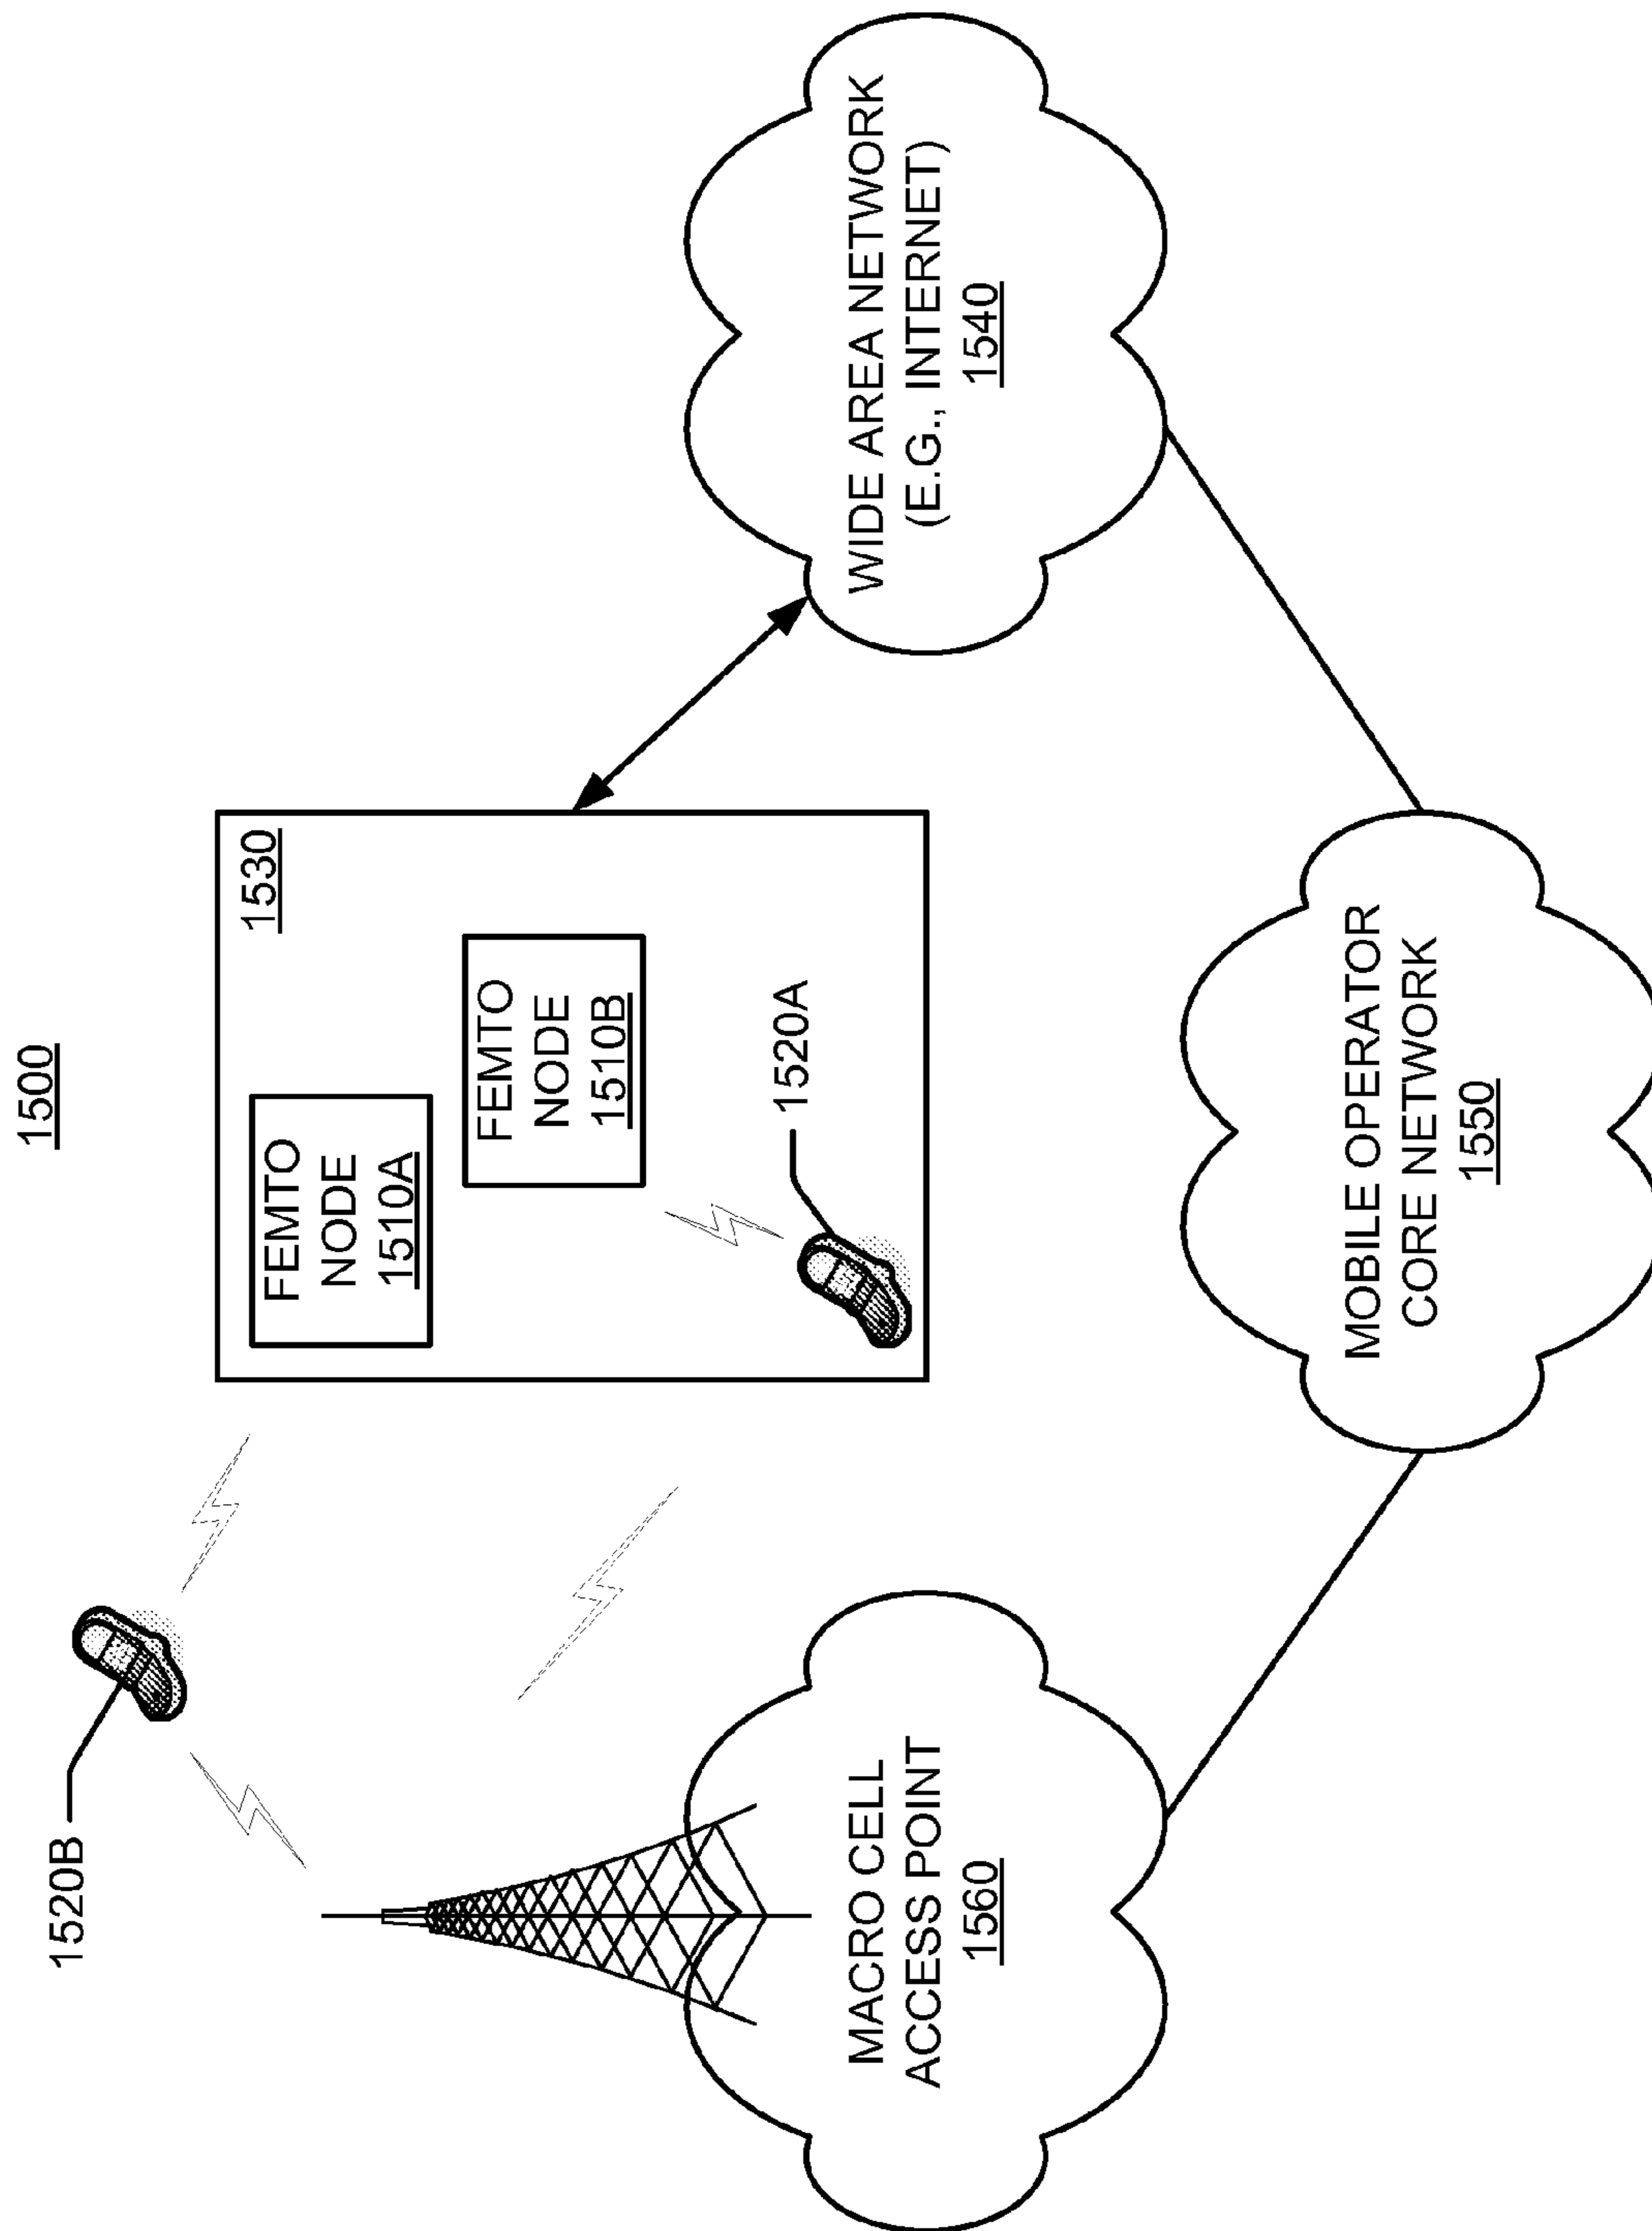 1500
1520B
FEMTO
NODE
1510A
1530
FEMTO
NODE
1510B
1520A
MACRO CELL
ACCESS POINT
1560
WIDE AREA NETWORK
(E.G., INTERNET)
1540
MOBILE OPERATOR
CORE NETWORK
1550